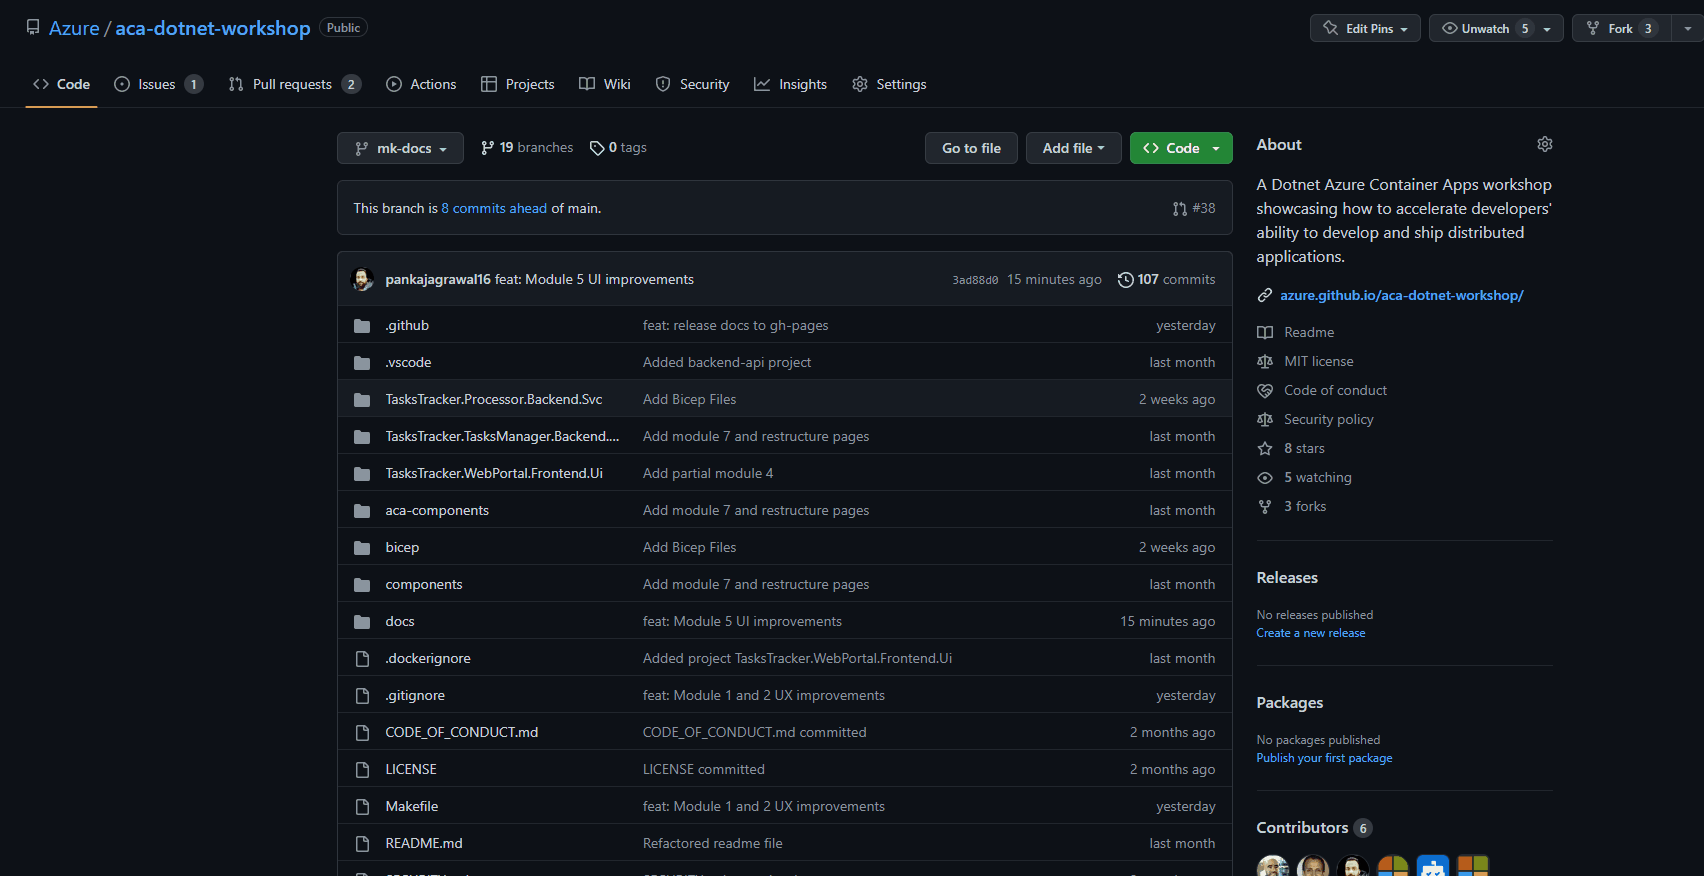 Azure / aca-dotnet-workshop Public
Edit Pins Unwatch 5 Fork 3
Code Issues 1 Pull requests 2 Actions Projects Wiki Security Insights Settings
mk-docs 19 branches 0 tags Go to file Add file Code
This branch is 8 commits ahead of main. #38
pankajagrawal16 feat: Module 5 UI improvements 3ad88d0 15 minutes ago 107 commits
.github feat: release docs to gh-pages yesterday
.vscode Added backend-api project last month
TasksTracker.Processor.Backend.Svc Add Bicep Files 2 weeks ago
TasksTracker.TasksManager.Backend.... Add module 7 and restructure pages last month
TasksTracker.WebPortal.Frontend.Ui Add partial module 4 last month
aca-components Add module 7 and restructure pages last month
bicep Add Bicep Files 2 weeks ago
components Add module 7 and restructure pages last month
docs feat: Module 5 UI improvements 15 minutes ago
.dockerignore Added project TasksTracker.WebPortal.Frontend.Ui last month
.gitignore feat: Module 1 and 2 UX improvements yesterday
CODE_OF_CONDUCT.md CODE_OF_CONDUCT.md committed 2 months ago
LICENSE LICENSE committed 2 months ago
Makefile feat: Module 1 and 2 UX improvements yesterday
README.md Refactored readme file last month
About
A Dotnet Azure Container Apps workshop
showcasing how to accelerate developers'
ability to develop and ship distributed
applications.
azure.github.io/aca-dotnet-workshop/
Readme
MIT license
Code of conduct
Security policy
8 stars
5 watching
3 forks
Releases
No releases published
Create a new release
Packages
No packages published
Publish your first package
Contributors 6